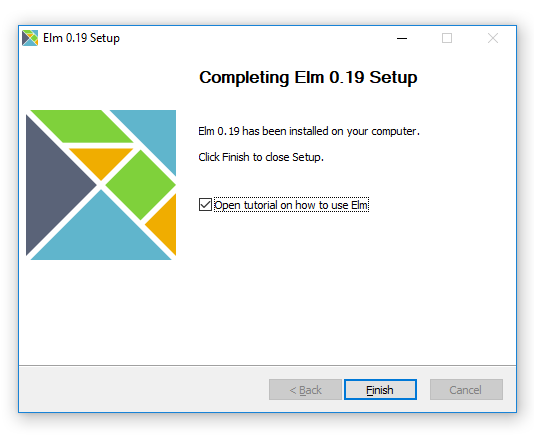 Elm 0.19 Setup
Completing Elm 0.19 Setup
Elm 0.19 has been installed on your computer.
Click Finish to close Setup.
Open tutorial on how to use Elm
< Back Finish Cancel